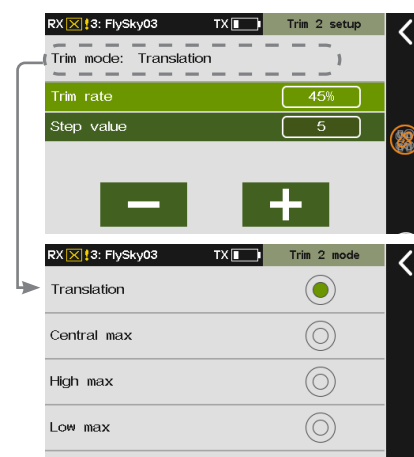 RX !3: FlySky03 TX Trim 2 setup
Trim mode: Translation
Trim rate 45%
Step value 5
RX !3: FlySky03 TX Trim 2 mode
Translation
Central max
High max
Low max